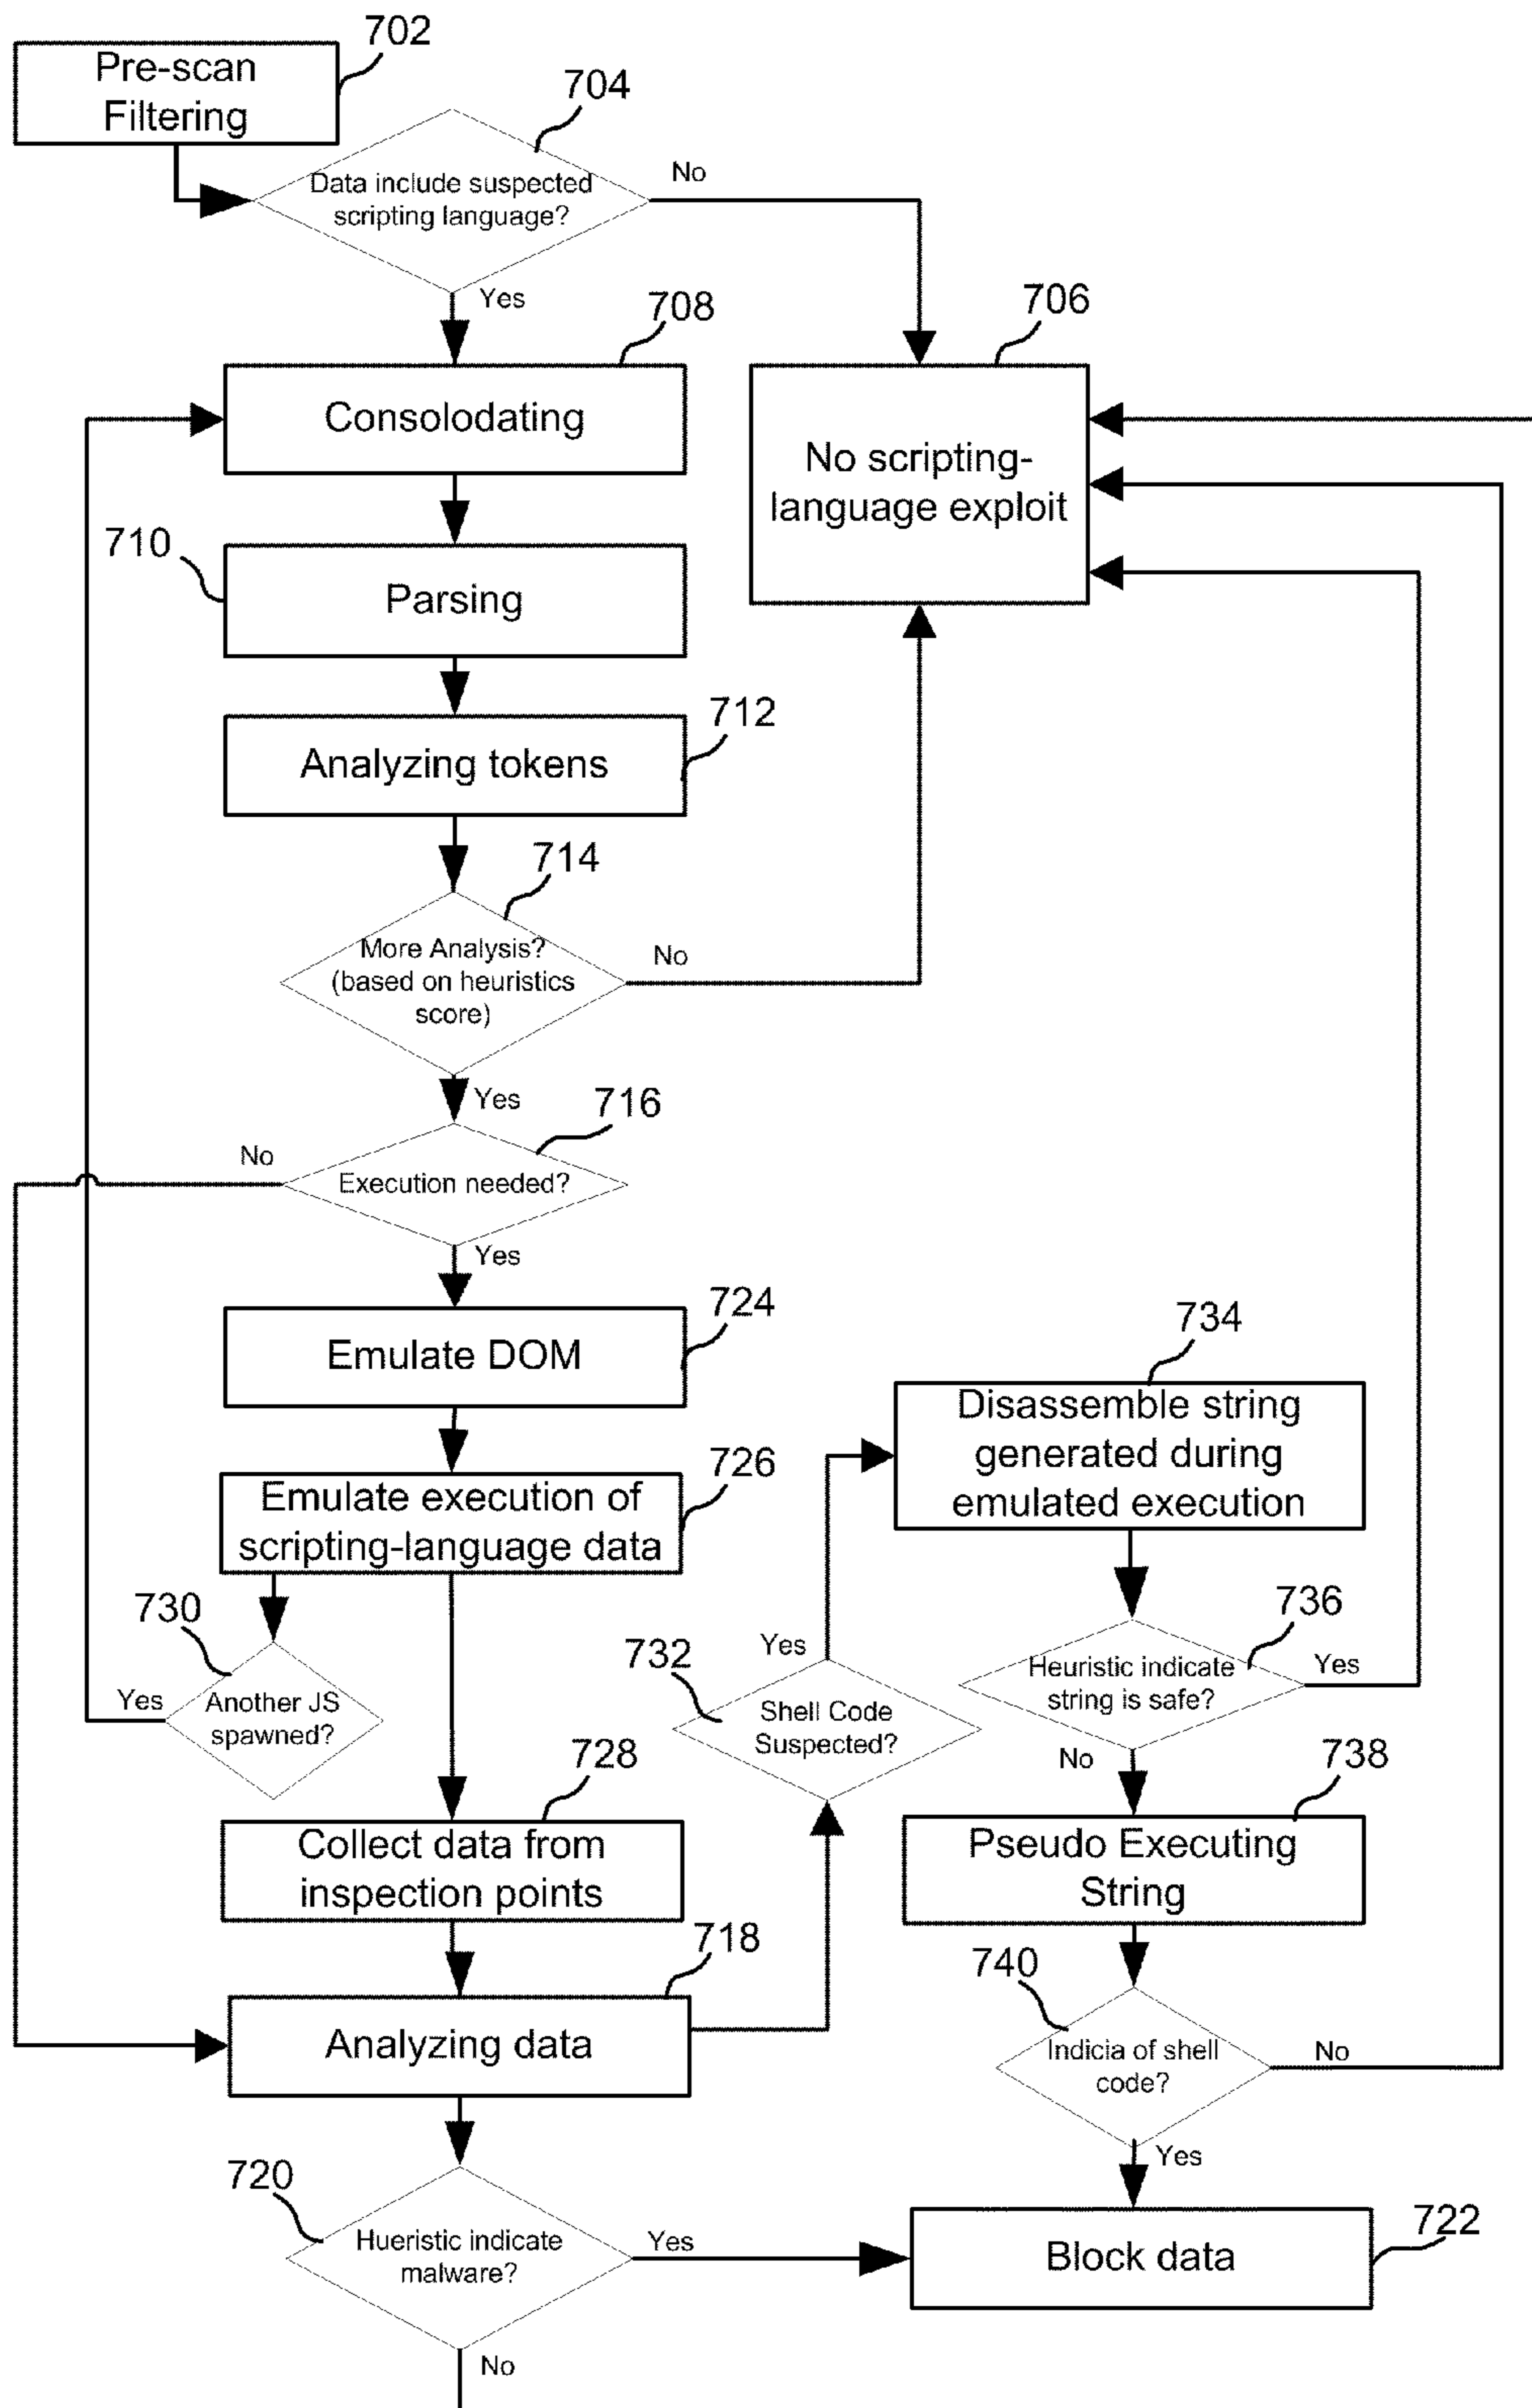 702
Pre-scan
Filtering
704
Data include suspected
scripting language?
No
Yes
708
706
Consolodating
No scripting-
language exploit
710
Parsing
712
Analyzing tokens
714
More Analysis?
(based on heuristics
score)
No
Yes
716
No
Execution needed?
Yes
724
Emulate DOM
734
Disassemble string
generated during
emulated execution
726
Emulate execution of
scripting-language data
730
Yes
Another JS
spawned?
732
Yes
Shell Code
Suspected?
736
Heuristic indicate
string is safe?
Yes
No
728
Collect data from
inspection points
738
Pseudo Executing
String
718
Analyzing data
740
Indicia of shell
code?
No
Yes
720
Hueristic indicate
malware?
Yes
722
Block data
No